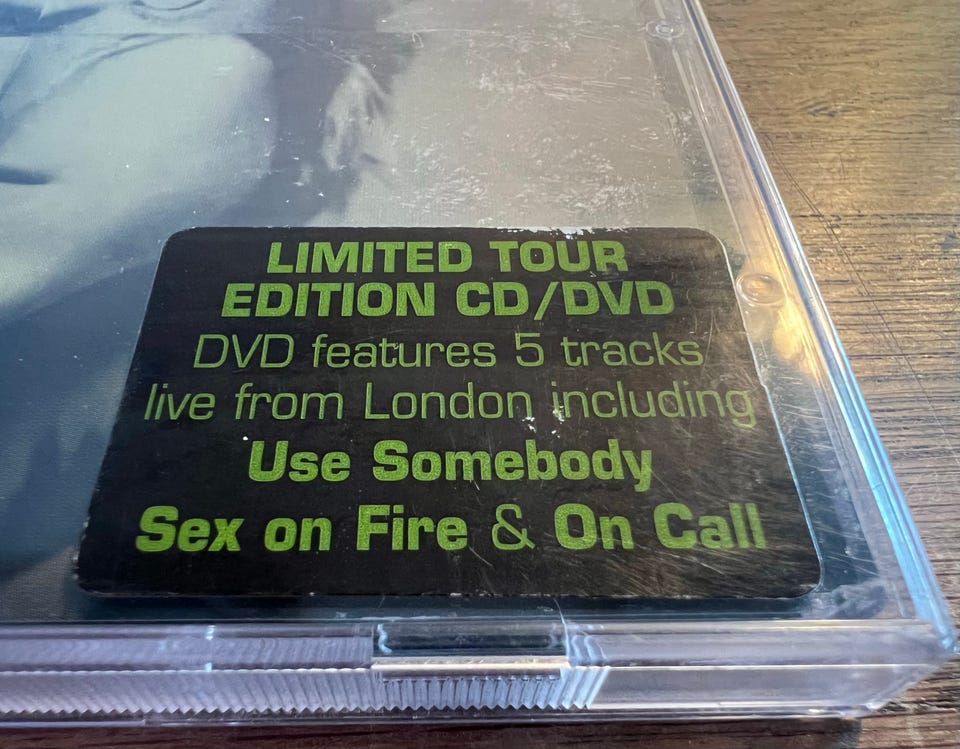 LIMITED TOUR
EDITION CD/DVD
DVD features 5 tracks
live from London including
Use Somebody
Sex on Fire & On Call